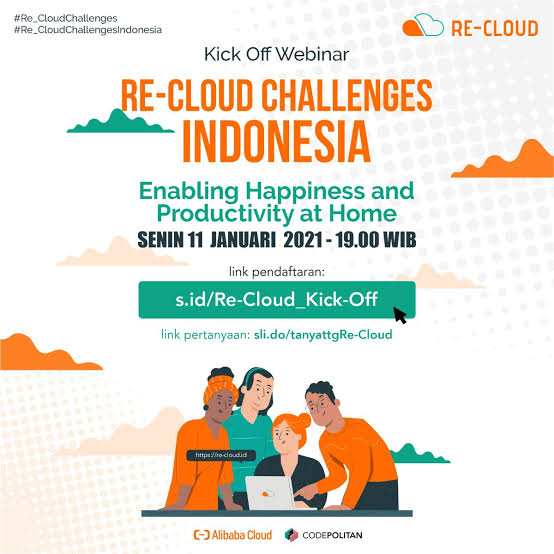 #Re_CloudChallenges
#Re_CloudChallengesIndonesia
RE-CLOUD
Kick Off Webinar
RE-CLOUD CHALLENGES
INDONESIA
Enabling Happiness and
Productivity at Home
SENIN 11 JANUARI 2021 - 19.00 WIB
link pendaftaran:
s.id/Re-Cloud_Kick-Off
link pertanyaan: sli.do/tanyattgRe-Cloud
https://re-cloud.id
Alibaba Cloud
CODEPOLITAN